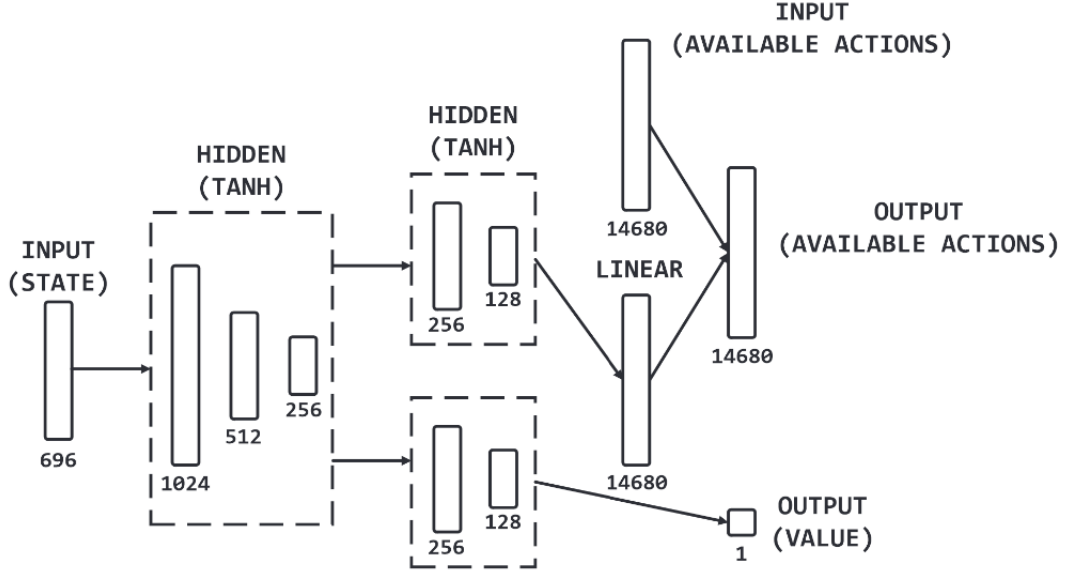 INPUT
(STATE)
696
HIDDEN
(TANH)
1024
512
256
HIDDEN
(TANH)
256
128
256
128
INPUT
(AVAILABLE ACTIONS)
14680
LINEAR
14680
OUTPUT
(AVAILABLE ACTIONS)
14680
OUTPUT
(VALUE)
1